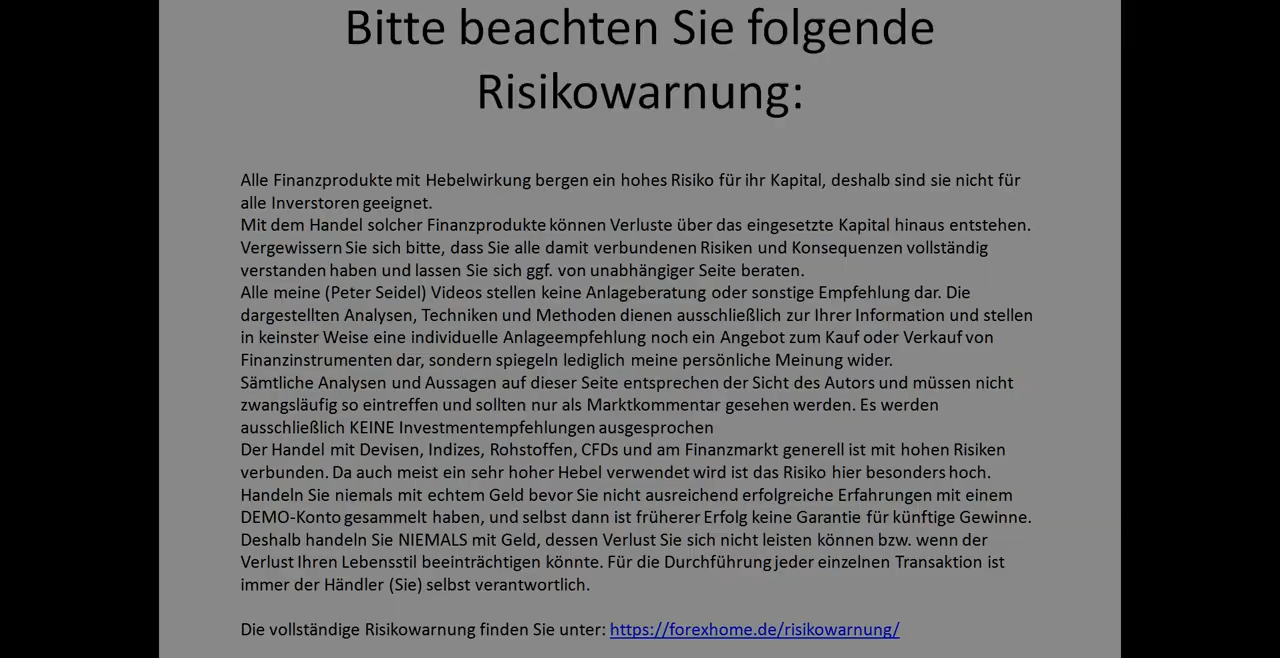 Bitte beachten Sie folgende
Risikowarnung:
Alle Finanzprodukte mit Hebelwirkung bergen ein hohes Risiko für ihr Kapital, deshalb sind sie nicht für
alle Inverstoren geeignet.
Mit dem Handel solcher Finanzprodukte können Verluste über das eingesetzte Kapital hinaus entstehen.
Vergewissern Sie sich bitte, dass Sie alle damit verbundenen Risiken und Konsequenzen vollständig
verstanden haben und lassen Sie sich ggf. von unabhängiger Seite beraten.
Alle meine (Peter Seidel) Videos stellen keine Anlageberatung oder sonstige Empfehlung dar. Die
dargestellten Analysen, Techniken und Methoden dienen ausschließlich zur Ihrer Information und stellen
in keinster Weise eine individuelle Anlageempfehlung noch ein Angebot zum Kauf oder Verkauf von
Finanzinstrumenten dar, sondern spiegeln lediglich meine persönliche Meinung wider.
Sämtliche Analysen und Aussagen auf dieser Seite entsprechen der Sicht des Autors und müssen nicht
zwangsläufig so eintreffen und sollten nur als Marktkommentar gesehen werden. Es werden
ausschließlich KEINE Investmentempfehlungen ausgesprochen
Der Handel mit Devisen, Indizes, Rohstoffen, CFDs und am Finanzmarkt generell ist mit hohen Risiken
verbunden. Da auch meist ein sehr hoher Hebel verwendet wird ist das Risiko hier besonders hoch.
Handeln Sie niemals mit echtem Geld bevor Sie nicht ausreichend erfolgreiche Erfahrungen mit einem
DEMO-Konto gesammelt haben, und selbst dann ist früherer Erfolg keine Garantie für künftige Gewinne.
Deshalb handeln Sie NIEMALS mit Geld, dessen Verlust Sie sich nicht leisten können bzw. wenn der
Verlust Ihren Lebensstil beeinträchtigen könnte. Für die Durchführung jeder einzelnen Transaktion ist
immer der Händler (Sie) selbst verantwortlich.
Die vollständige Risikowarnung finden Sie unter: https://forexhome.de/risikowarnung/